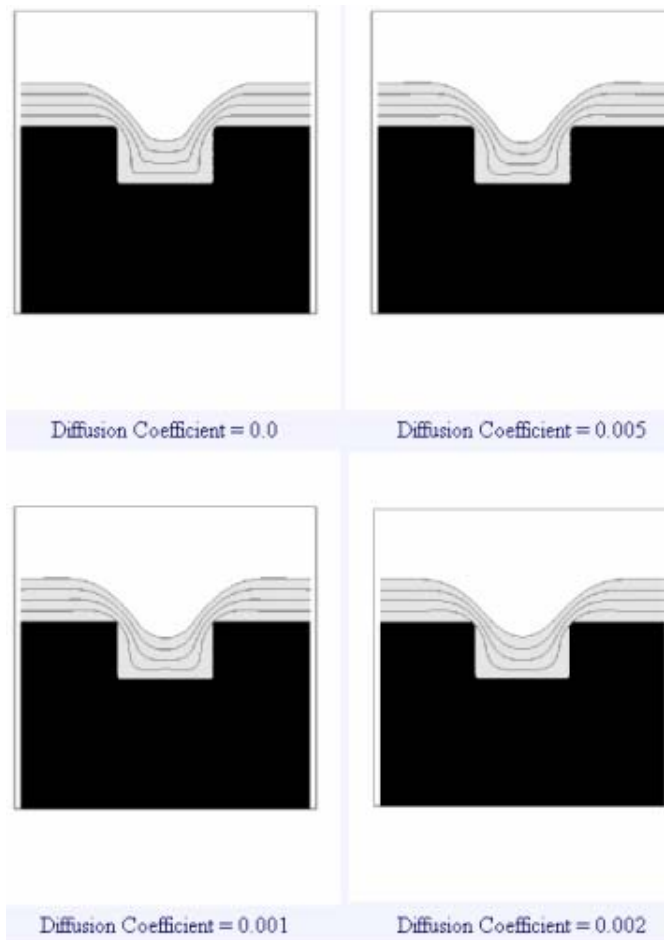 Diffusion Coefficient = 0.0
Diffusion Coefficient = 0.005
Diffusion Coefficient = 0.001
Diffusion Coefficient = 0.002